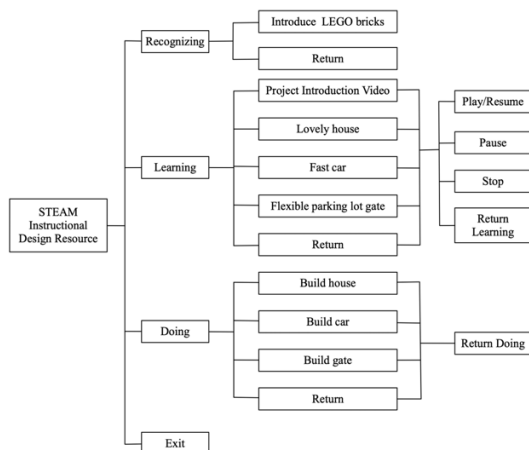 Introduce LEGO bricks
Recognizing
Return
Project Introduction Video
Play/Resume
Lovely house
Pause
Learning
Fast car
Stop
Flexible parking lot gate
STEAM
Instructional
Design Resource
Return
Learning
Return
Build house
Build car
Doing
Return Doing
Build gate
Return
Exit